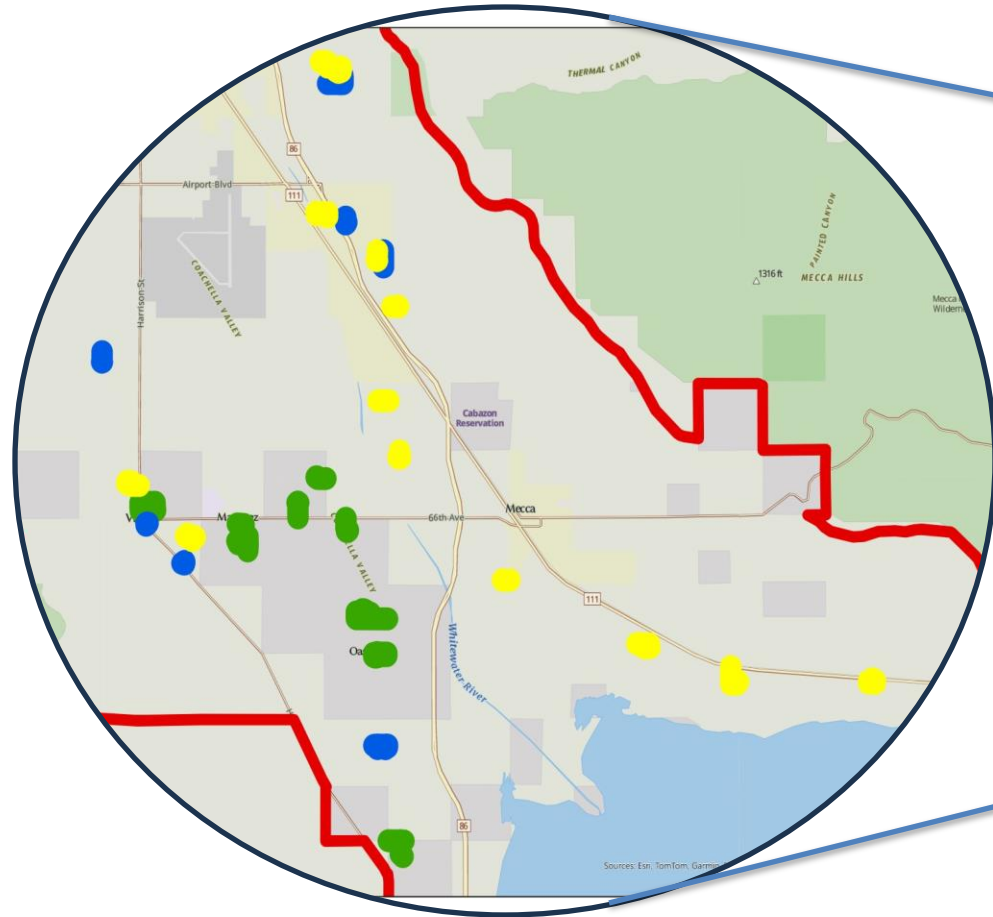 THERMAL CANYON
86
Airport Blvd
111
PAINTED CANYON
1316 ft
MECCA HILLS
COACHELLA VALLEY
Harrison St
Mecca
Cabazon
Reservation
Mecca
66th Ave
VALLEY
111
Whitewater River
86
Sources: Esri, TomTom, Garmin